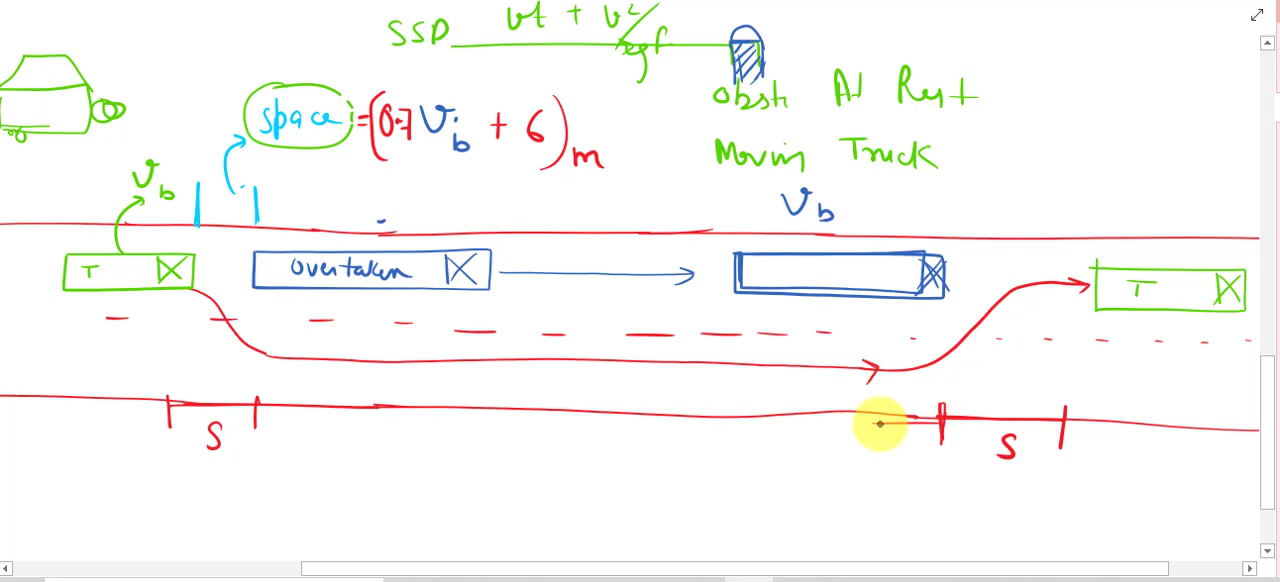 SSD vt + v²/2gf
space = (0.7 Vb + 6) m
Obst At Rest
Moving Truck
Vb
Vb
T
Overtaken
T
S
S